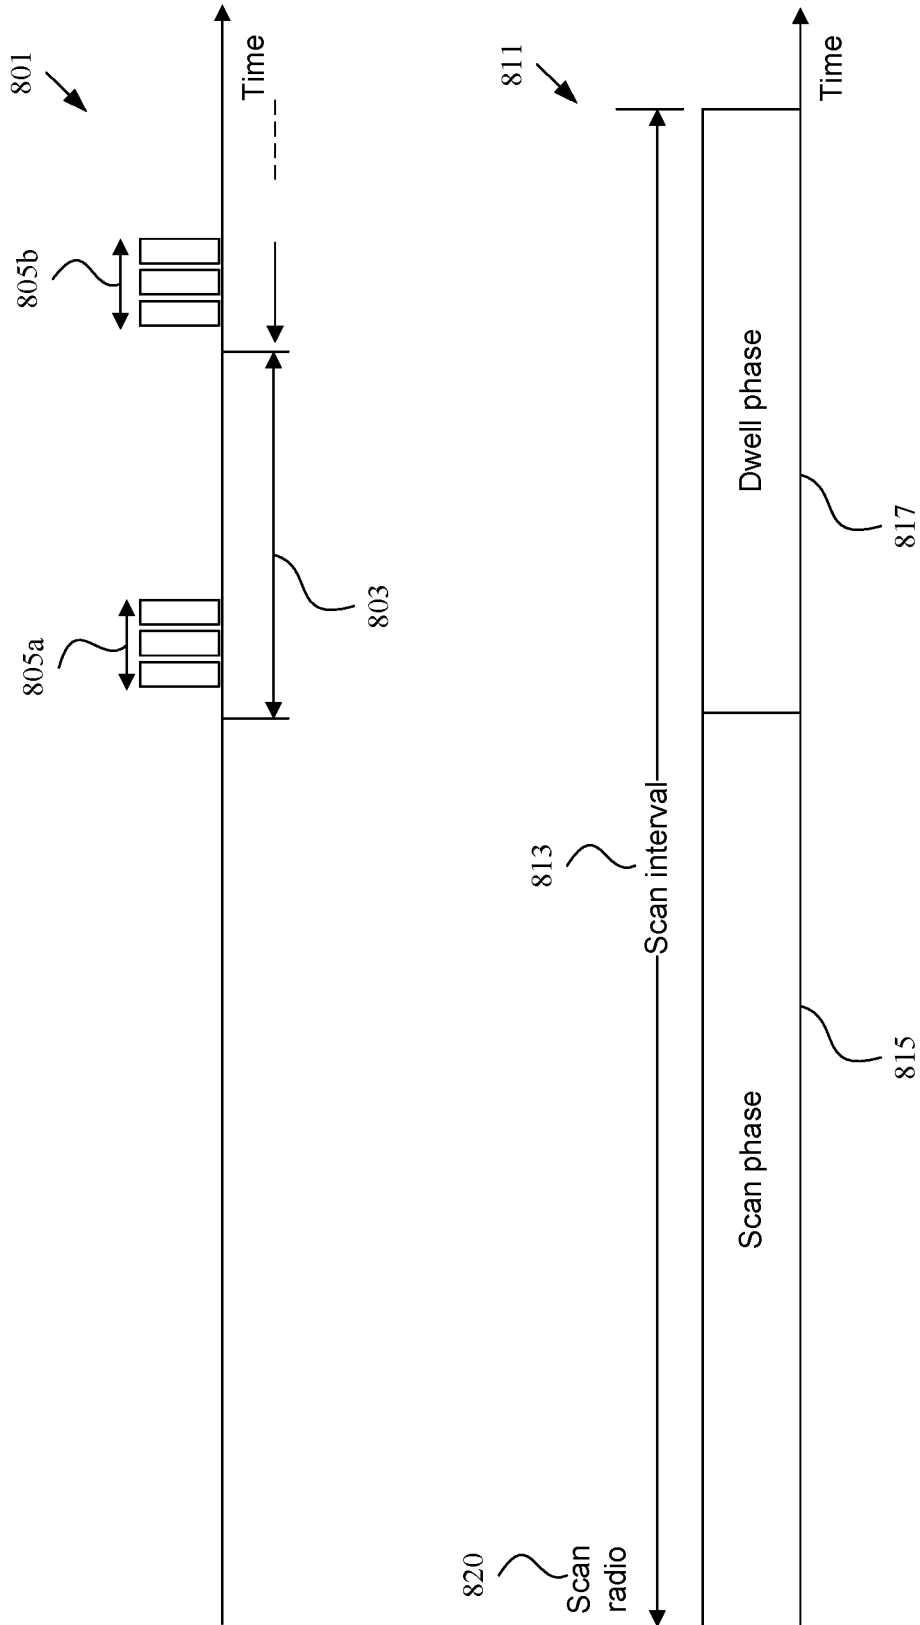 801
Time
805a
805b
803
811
813
Scan interval
820
Scan
radio
Scan phase
Dwell phase
815
817
Time